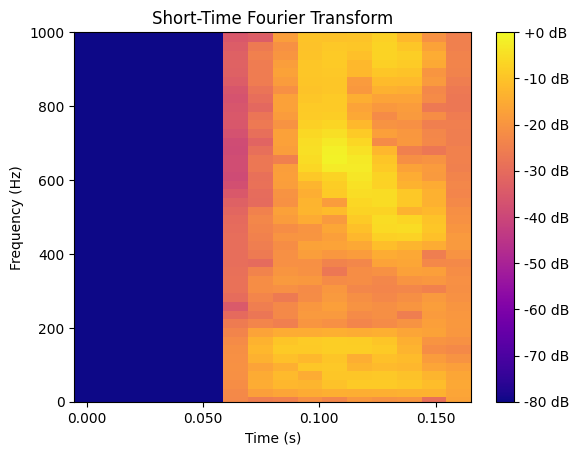 Short-Time Fourier Transform
1000
800
600
400
200
0
Frequency (Hz)
0.000
0.050
0.100
0.150
Time (s)
+0 dB
-10 dB
-20 dB
-30 dB
-40 dB
-50 dB
-60 dB
-70 dB
-80 dB